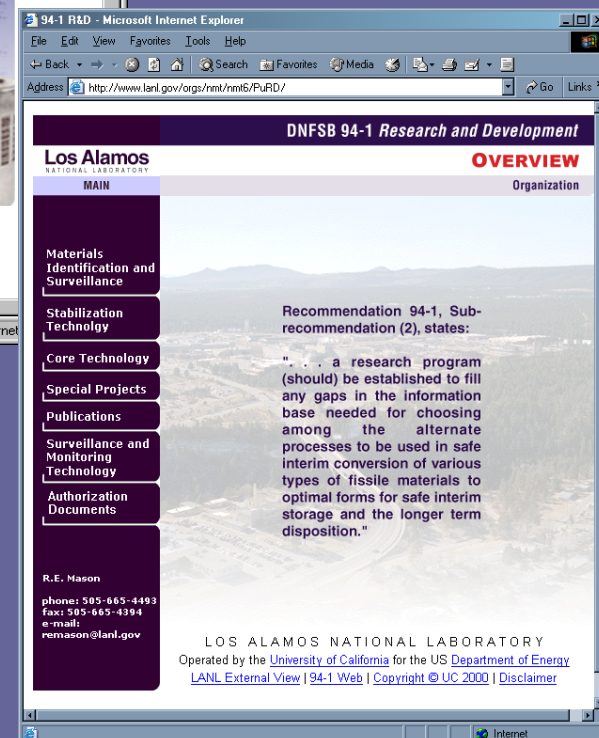 94-1 R&D - Microsoft Internet Explorer
File Edit View Favorites Tools Help
Back Search Favorites Media
Address http://www.lanl.gov/orgs/nmt/nmt6/PuRD/ Go Links
DNFSB 94-1 Research and Development
Los Alamos
NATIONAL LABORATORY
OVERVIEW
MAIN
Organization
Materials
Identification and
Surveillance
Stabilization
Technolgy
Core Technology
Special Projects
Publications
Surveillance and
Monitoring
Technology
Authorization
Documents
R.E. Mason
phone: 505-665-4493
fax: 505-665-4394
e-mail:
remason@lanl.gov
Recommendation 94-1, Sub-
recommendation (2), states:
". . . a research program
(should) be established to fill
any gaps in the information
base needed for choosing
among the alternate
processes to be used in safe
interim conversion of various
types of fissile materials to
optimal forms for safe interim
storage and the longer term
disposition."
LOS ALAMOS NATIONAL LABORATORY
Operated by the University of California for the US Department of Energy
LANL External View | 94-1 Web | Copyright © UC 2000 | Disclaimer
Internet